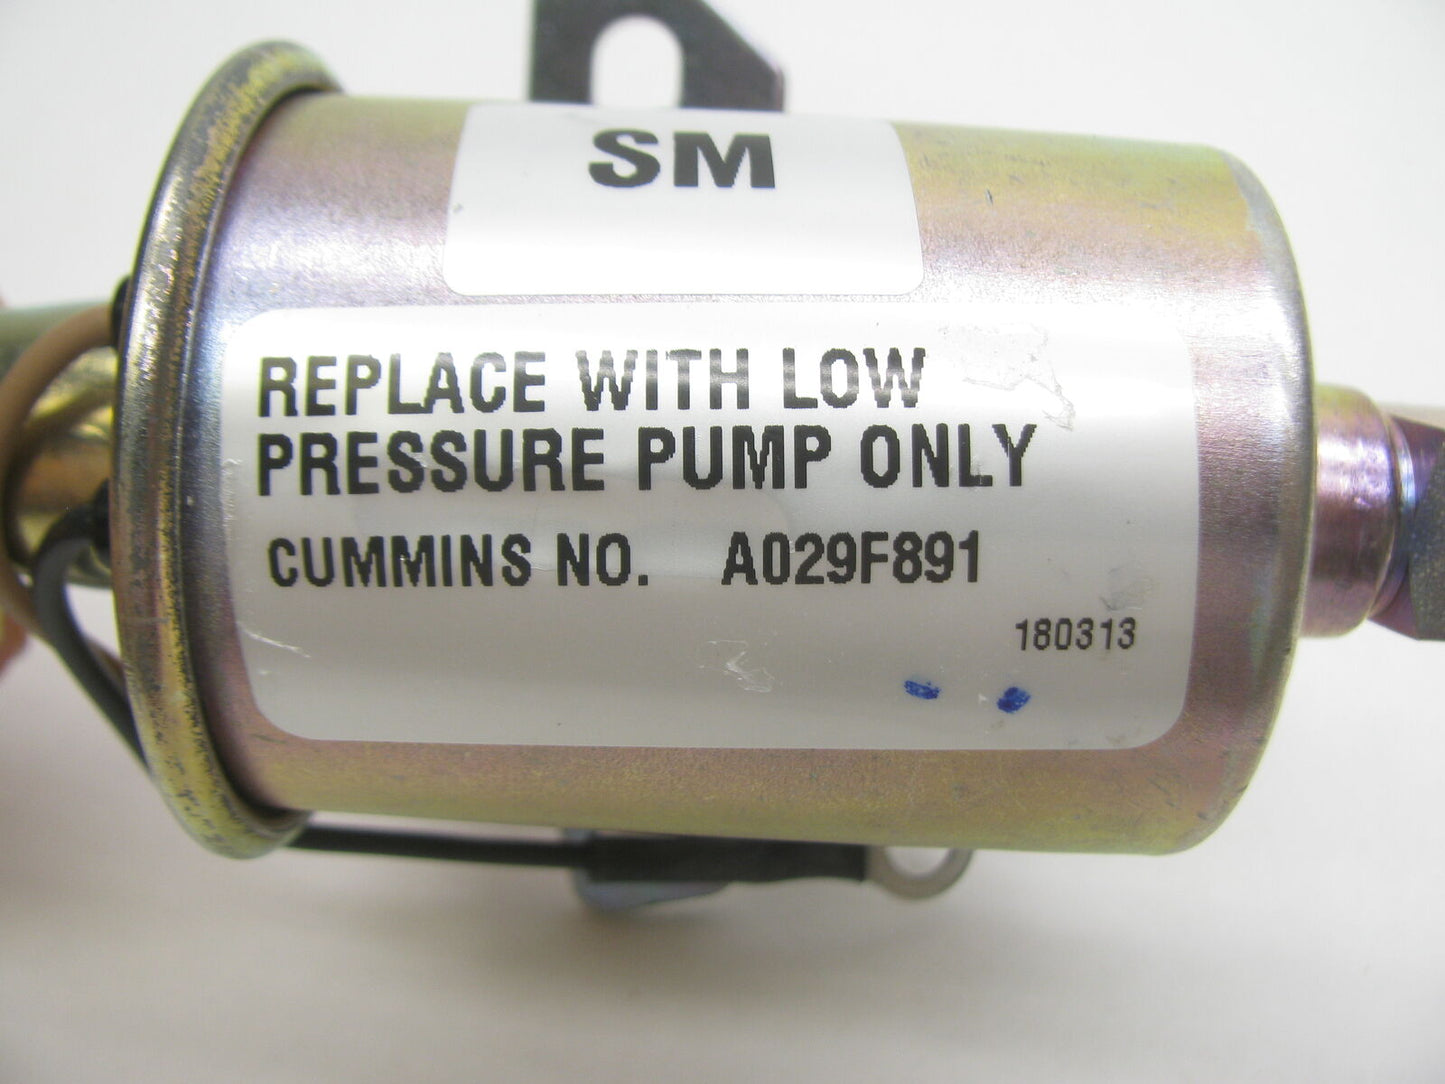 SM
REPLACE WITH LOW
PRESSURE PUMP ONLY
CUMMINS NO. A029F891
180313